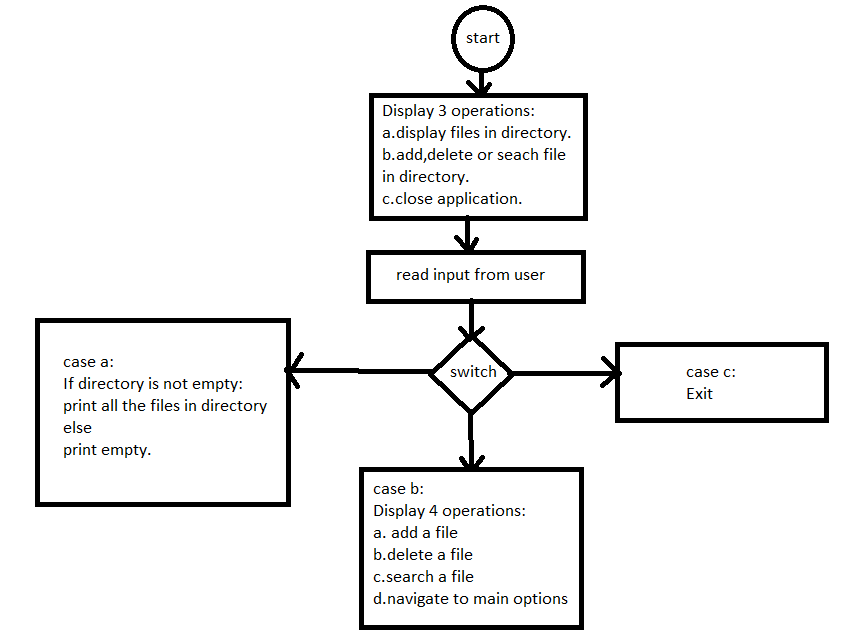 start
Display 3 operations:
a.display files in directory.
b.add,delete or seach file
in directory.
c.close application.
read input from user
switch
case a:
If directory is not empty:
print all the files in directory
else
print empty.
case c:
Exit
case b:
Display 4 operations:
a. add a file
b.delete a file
c.search a file
d.navigate to main options